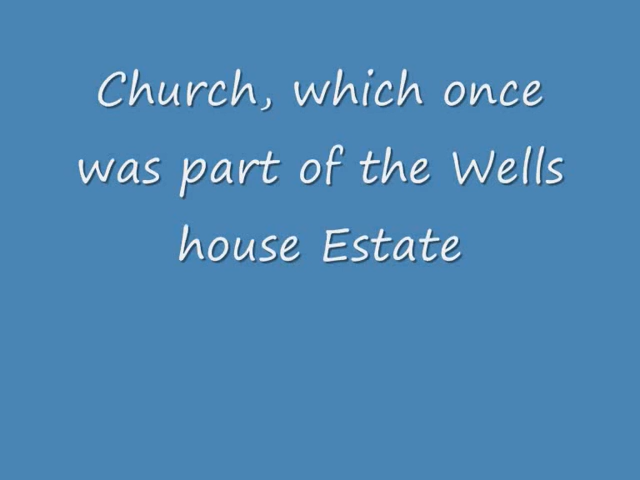 Church, which once
was part of the Wells
house Estate